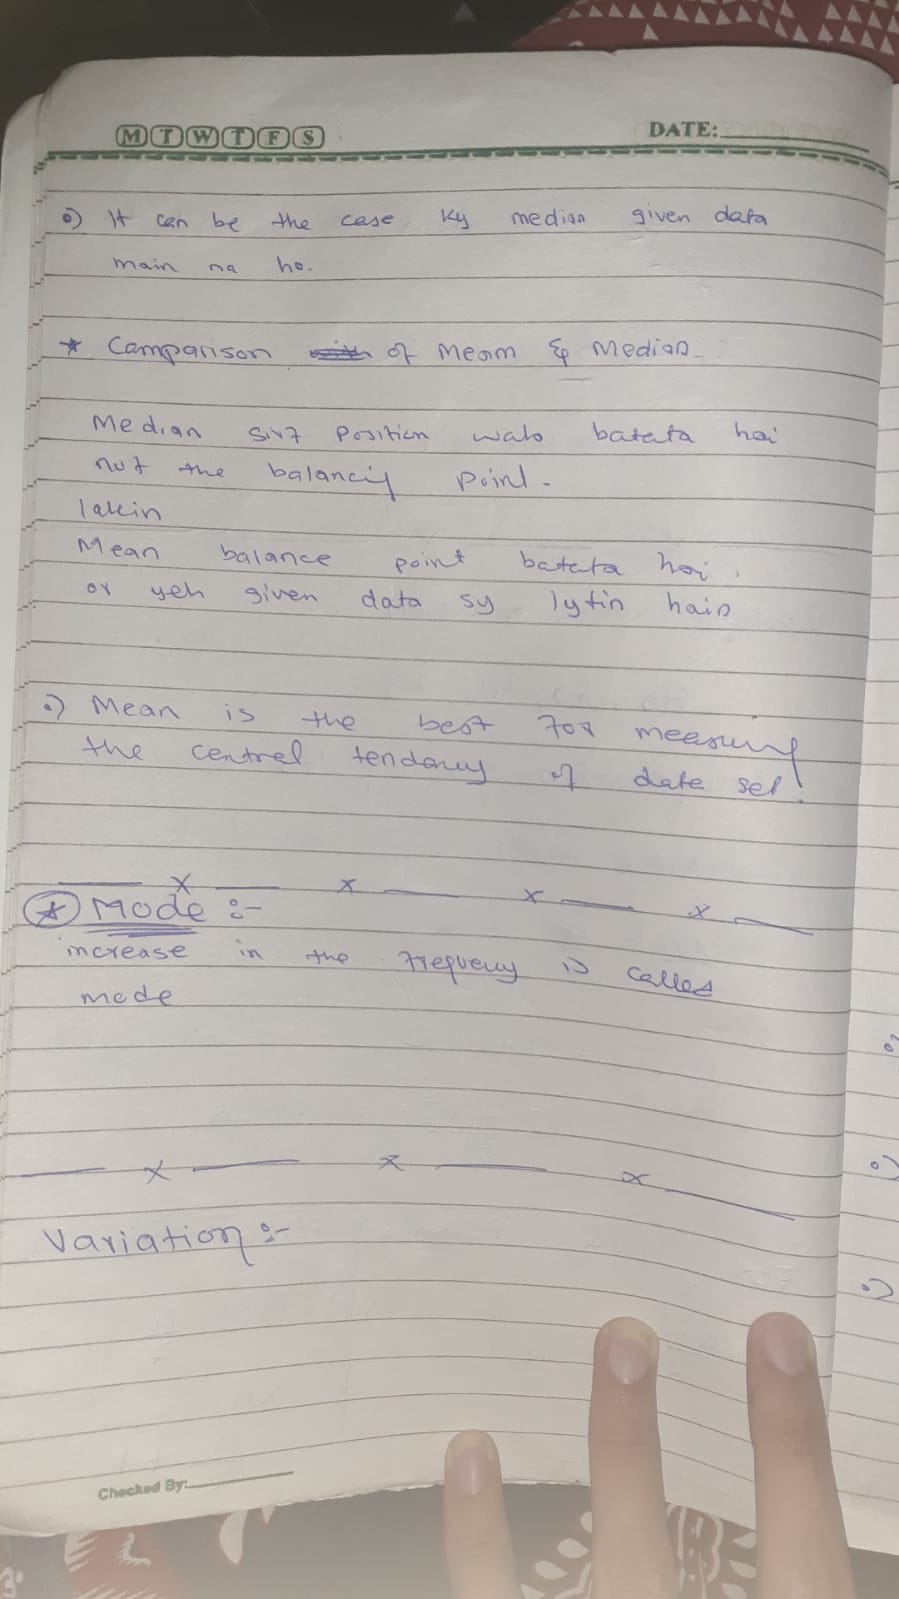 M T W T F S DATE:
o) It can be the case ky median given data
main na ho.
* Comparison of Mean & Median
Median sirf position walo batata hai
not the balancing point.
lakin
Mean balance point batata hai.
or yeh given data sy lytin hain
o) Mean is the best for measuring
the central tendancy of date set!
x x x x
* Mode :-
increase in the frequency is called
mode
x x x
Variation :-
Checked By: